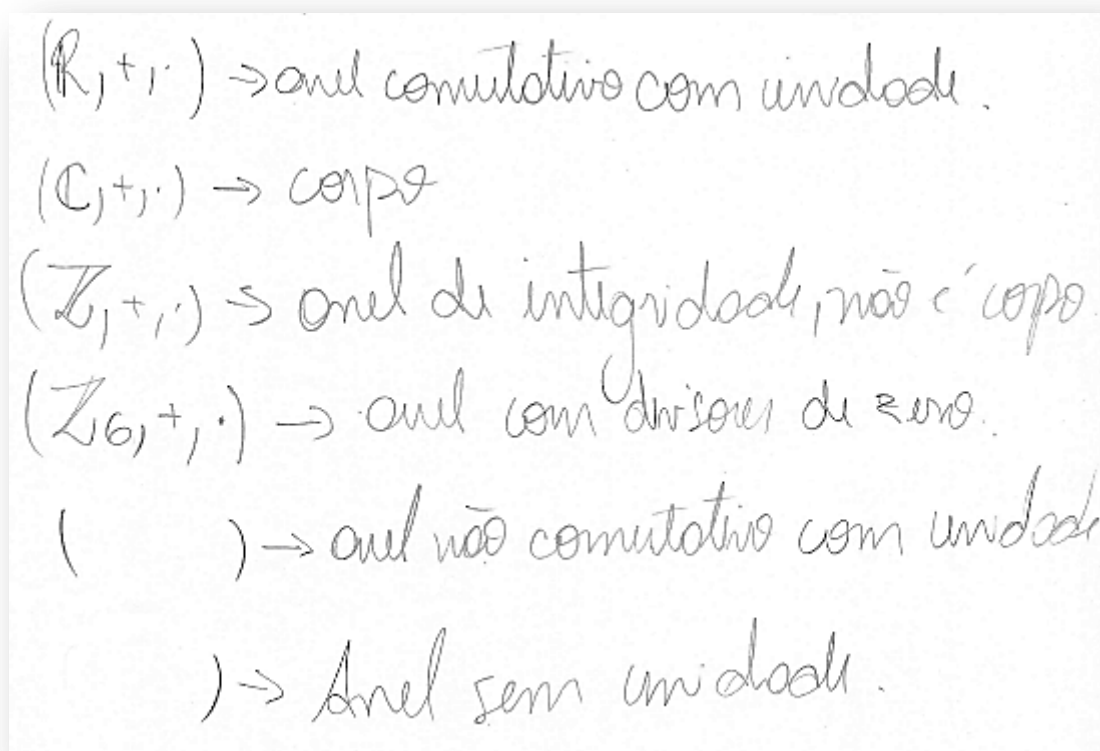 (ℝ, +, ·) → anel comutativo com unidade.
(ℂ, +, ·) → corpo
(ℤ, +, ·) → anel de integridade, não é copo
(ℤ6, +, ·) → anel com divisores de zero.
( ) → anel não comutativo com unidade
) → Anel sem unidade.